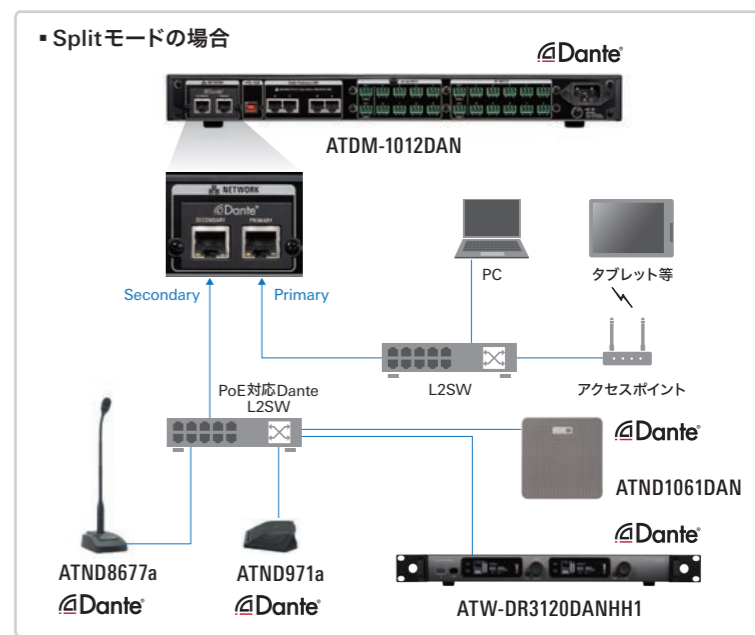 ▪ Splitモードの場合
Dante®
ATDM-1012DAN
NETWORK
Dante®
SECONDARY PRIMARY
Secondary
Primary
PC
タブレット等
L2SW
アクセスポイント
PoE対応Dante
L2SW
Dante®
ATND1061DAN
Dante®
ATND8677a
Dante®
ATND971a
Dante®
ATW-DR3120DANHH1